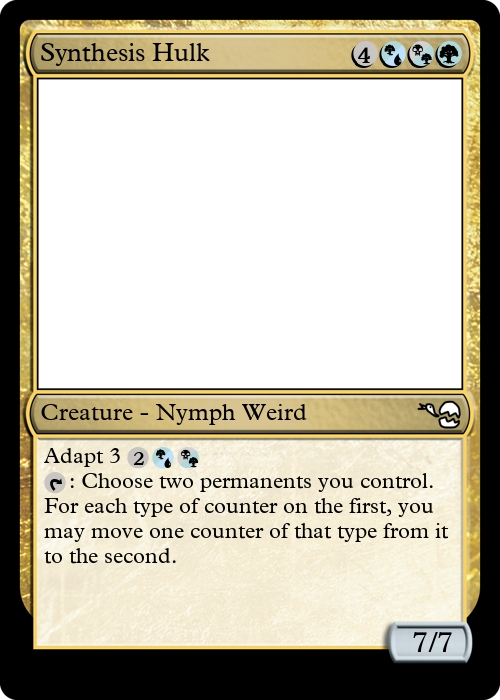 Synthesis Hulk 4
Creature - Nymph Weird
Adapt 3 2
: Choose two permanents you control.
For each type of counter on the first, you
may move one counter of that type from it
to the second.
7/7